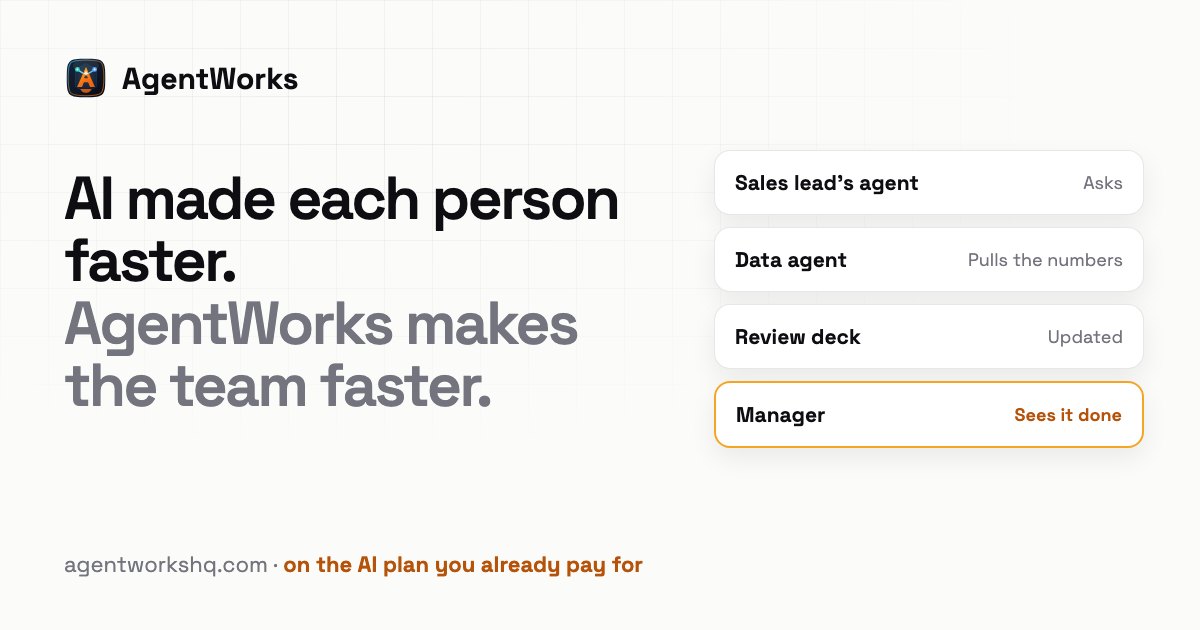 AgentWorks
AI made each person
faster.
AgentWorks makes
the team faster.
Sales lead's agent Asks
Data agent Pulls the numbers
Review deck Updated
Manager Sees it done
agentworkshq.com · on the AI plan you already pay for